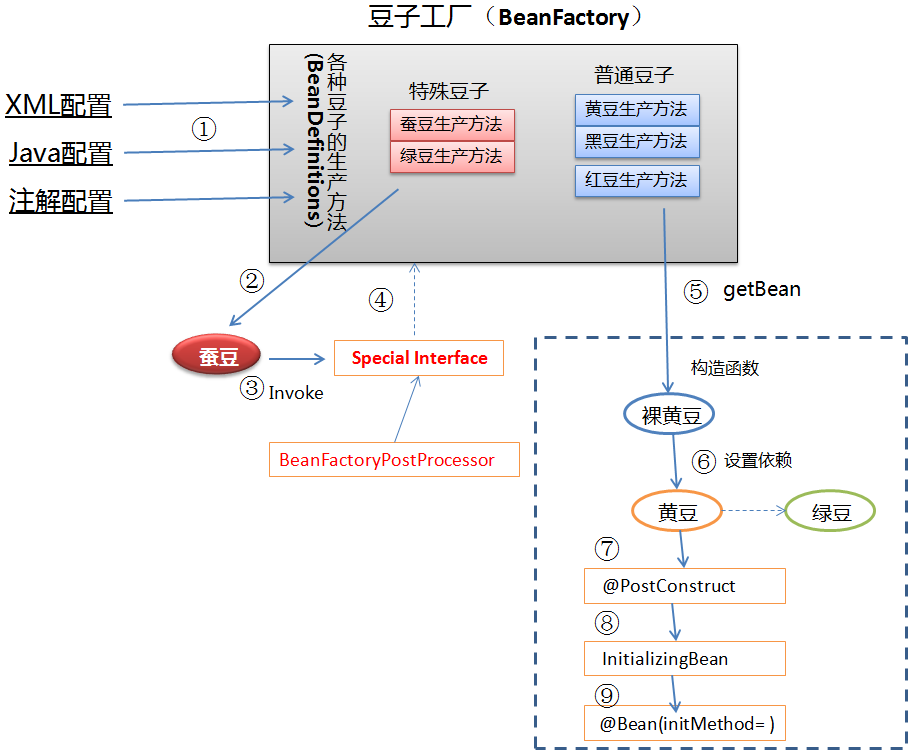 豆子工厂（BeanFactory）
XML配置
Java配置
注解配置
①
各种豆子的生产方法
(BeanDefinitions)
特殊豆子
蚕豆生产方法
绿豆生产方法
普通豆子
黄豆生产方法
黑豆生产方法
红豆生产方法
②
④
⑤ getBean
蚕豆
③ Invoke
Special Interface
BeanFactoryPostProcessor
构造函数
裸黄豆
⑥ 设置依赖
黄豆
绿豆
⑦
@PostConstruct
⑧
InitializingBean
⑨
@Bean(initMethod= )